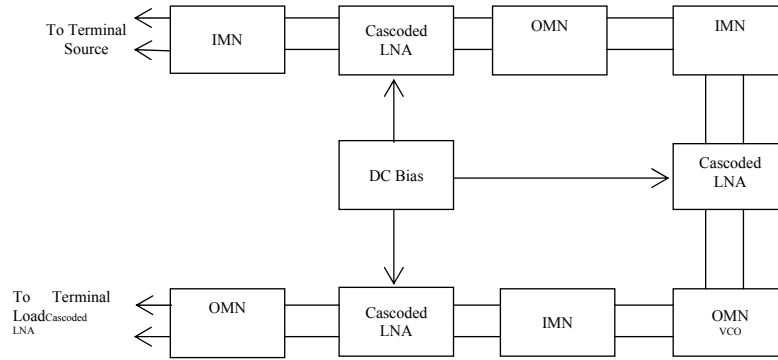 To Terminal
Source
IMN
Cascoded
LNA
OMN
IMN
DC Bias
Cascoded
LNA
To Terminal
LoadCascoded
LNA
OMN
Cascoded
LNA
IMN
OMN
VCO